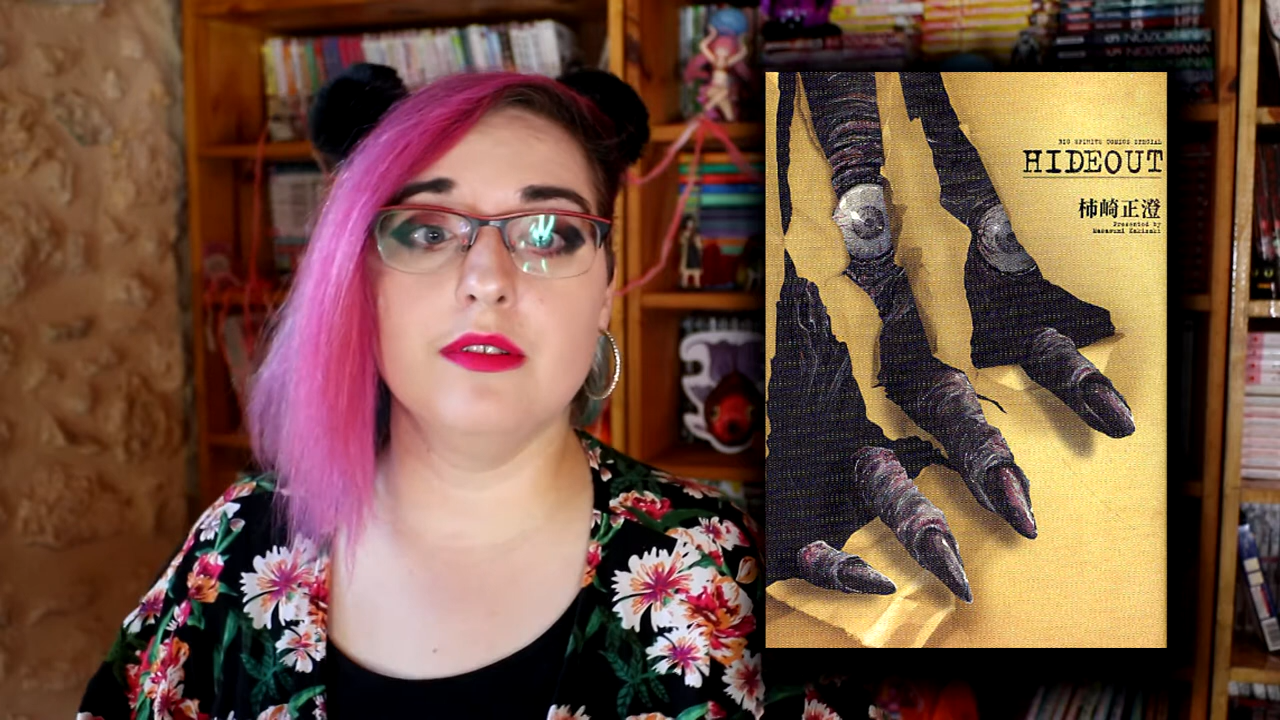 BIG SPIRITS COMICS SPECIAL
HIDEOUT
柿崎正澄
Presented by
Masasumi Kakizaki